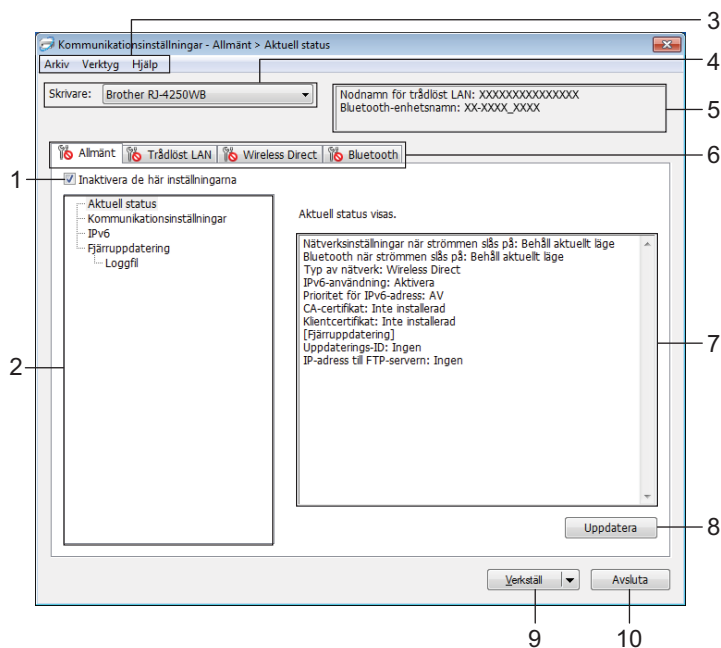 3
Kommunikationsinställningar - Allmänt > Aktuell status
Arkiv Verktyg Hjälp
4
Skrivare: Brother RJ-4250WB
Nodnamn för trådlöst LAN: XXXXXXXXXXXXXXX
Bluetooth-enhetsnamn: XX-XXXX_XXXX
5
Allmänt Trådlöst LAN Wireless Direct Bluetooth
6
1
Inaktivera de här inställningarna
Aktuell status
Kommunikationsinställningar
IPv6
Fjärruppdatering
Loggfil
2
Aktuell status visas.
Nätverksinställningar när strömmen slås på: Behåll aktuellt läge
Bluetooth när strömmen slås på: Behåll aktuellt läge
Typ av nätverk: Wireless Direct
IPv6-användning: Aktivera
Prioritet för IPv6-adress: AV
CA-certifikat: Inte installerad
Klientcertifikat: Inte installerad
[Fjärruppdatering]
Uppdaterings-ID: Ingen
IP-adress till FTP-servern: Ingen
7
Uppdatera
8
Verkställ
Avsluta
9
10